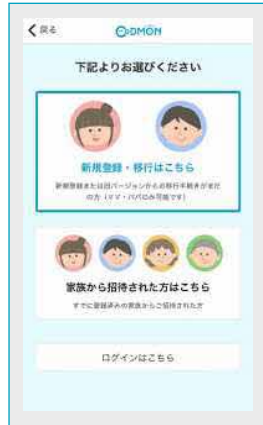 戻る
CODMON
下記よりお選びください
新規登録・移行はこちら
新規登録または旧バージョンからの移行手続きがまだ
の方（ママ・パパのみ可能です）
家族から招待された方はこちら
すでに登録済みの家族からご招待された方
ログインはこちら